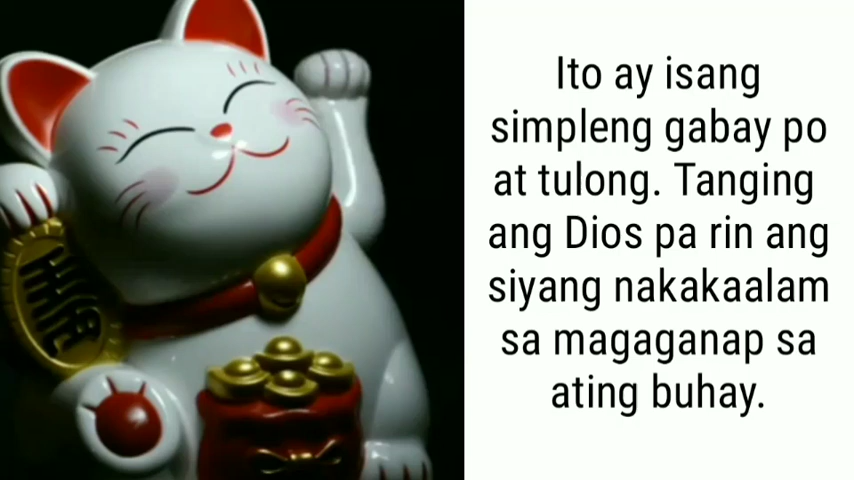 Ito ay isang
simpleng gabay po
at tulong. Tanging
ang Dios pa rin ang
siyang nakakaalam
sa magaganap sa
ating buhay.